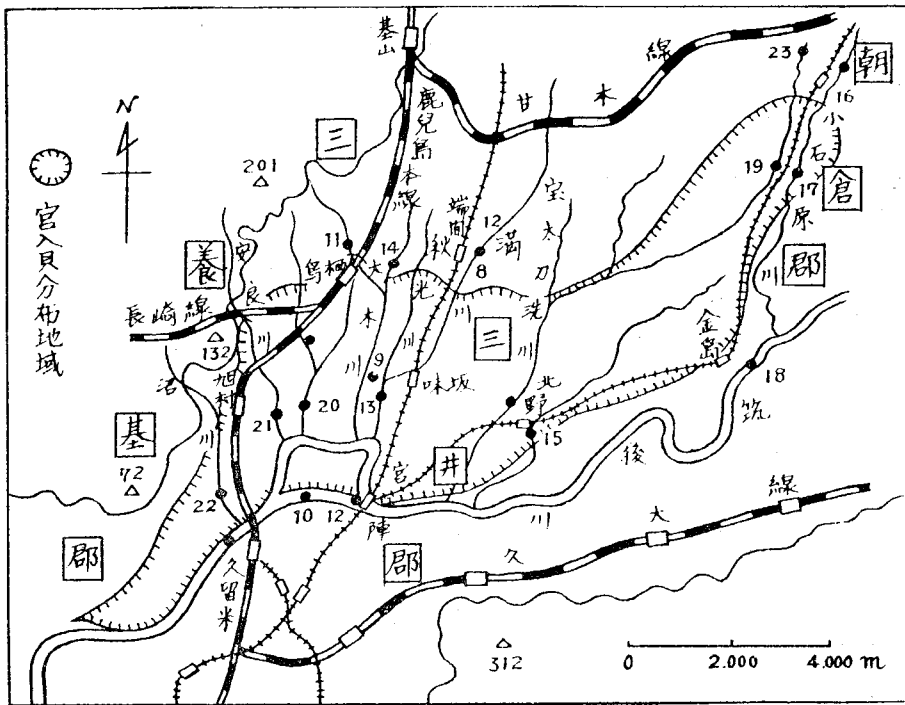 N
宮入貝分布地域
基山
鹿児島本線
甘木線
長崎線
久大線
三養基郡
三井郡
朝倉郡
鳥栖
旭村
久留米
端間
味坂
宮陣
北野
金島
安良川
沼川
大木川
秋光川
宝満川
太刀洗川
小石原川
筑後川
201
132
72
312
8
9
10
11
12
12
13
14
15
16
17
18
19
20
21
22
23
0
2.000
4.000 m